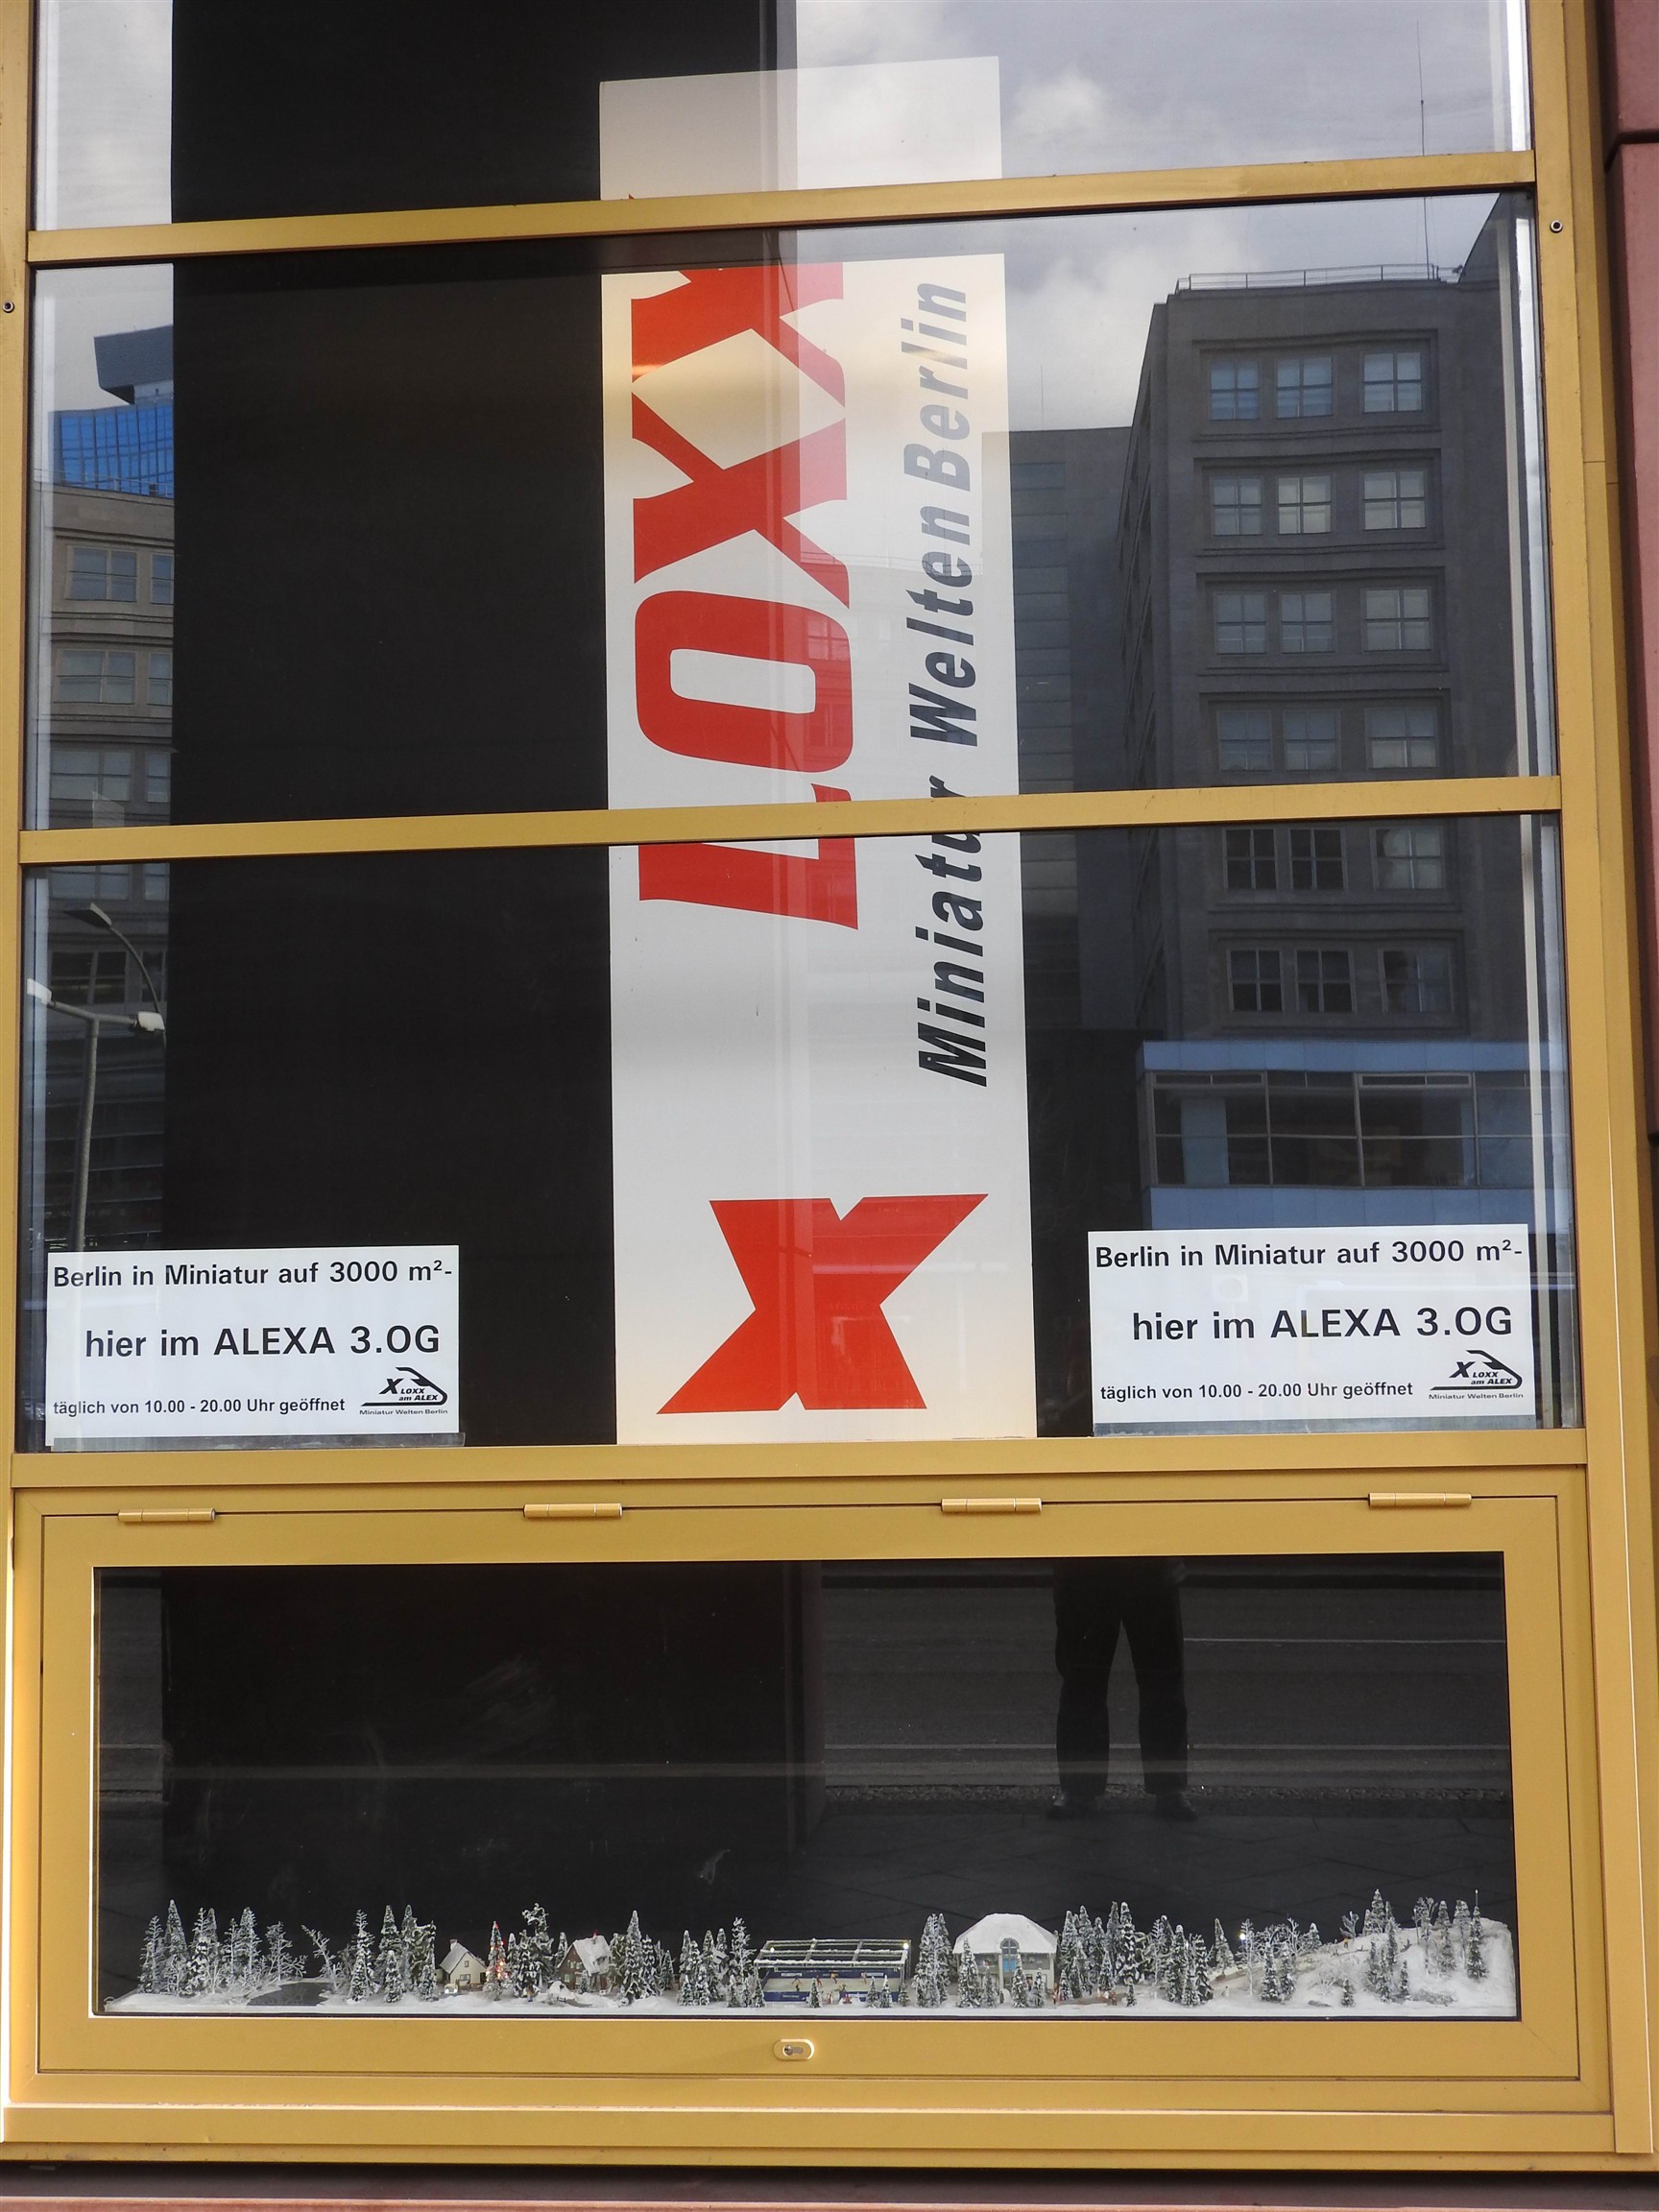 LOXX
Miniatur Welten Berlin
X
Berlin in Miniatur auf 3000 m²-
hier im ALEXA 3.OG
täglich von 10.00 - 20.00 Uhr geöffnet
X LOXX
am ALEX
Miniatur Welten Berlin
Berlin in Miniatur auf 3000 m²-
hier im ALEXA 3.OG
täglich von 10.00 - 20.00 Uhr geöffnet
X LOXX
am ALEX
Miniatur Welten Berlin